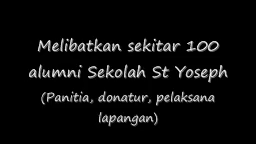 Melibatkan sekitar 100
alumni Sekolah St Yoseph
(Panitia, donatur, pelaksana
lapangan)